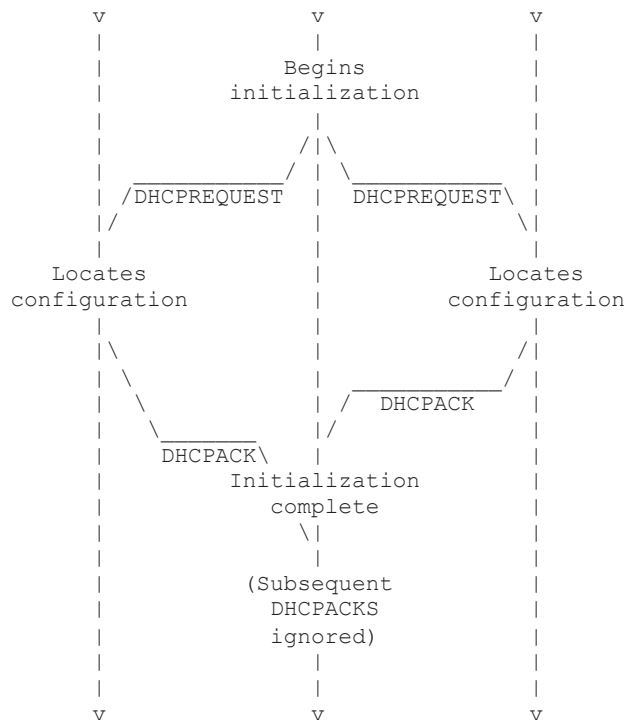 v v v
Begins
initialization
DHCPREQUEST DHCPREQUEST
Locates Locates
configuration configuration
DHCPACK
DHCPACK
Initialization
complete
(Subsequent
DHCPACKS
ignored)
v v v